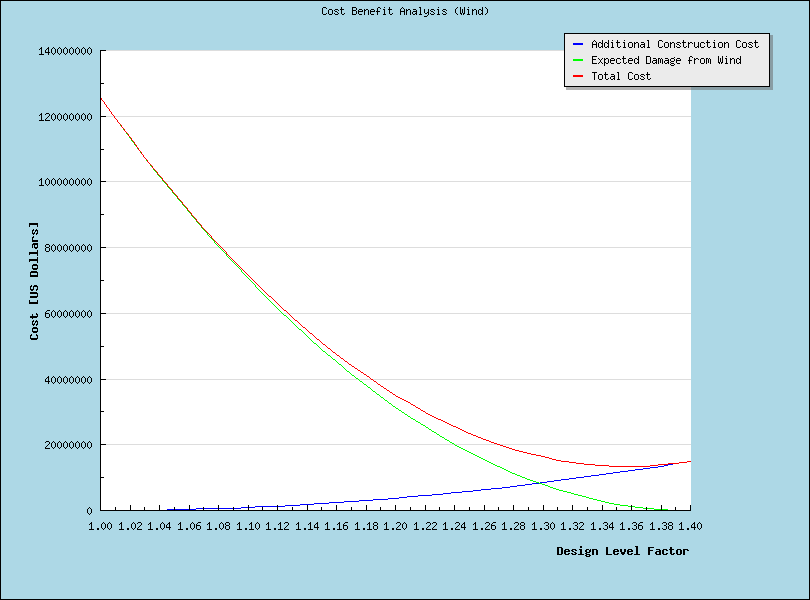 Cost Benefit Analysis (Wind)
Additional Construction Cost
Expected Damage from Wind
Total Cost
140000000
120000000
100000000
80000000
60000000
40000000
20000000
0
Cost [US Dollars]
1.00 1.02 1.04 1.06 1.08 1.10 1.12 1.14 1.16 1.18 1.20 1.22 1.24 1.26 1.28 1.30 1.32 1.34 1.36 1.38 1.40
Design Level Factor